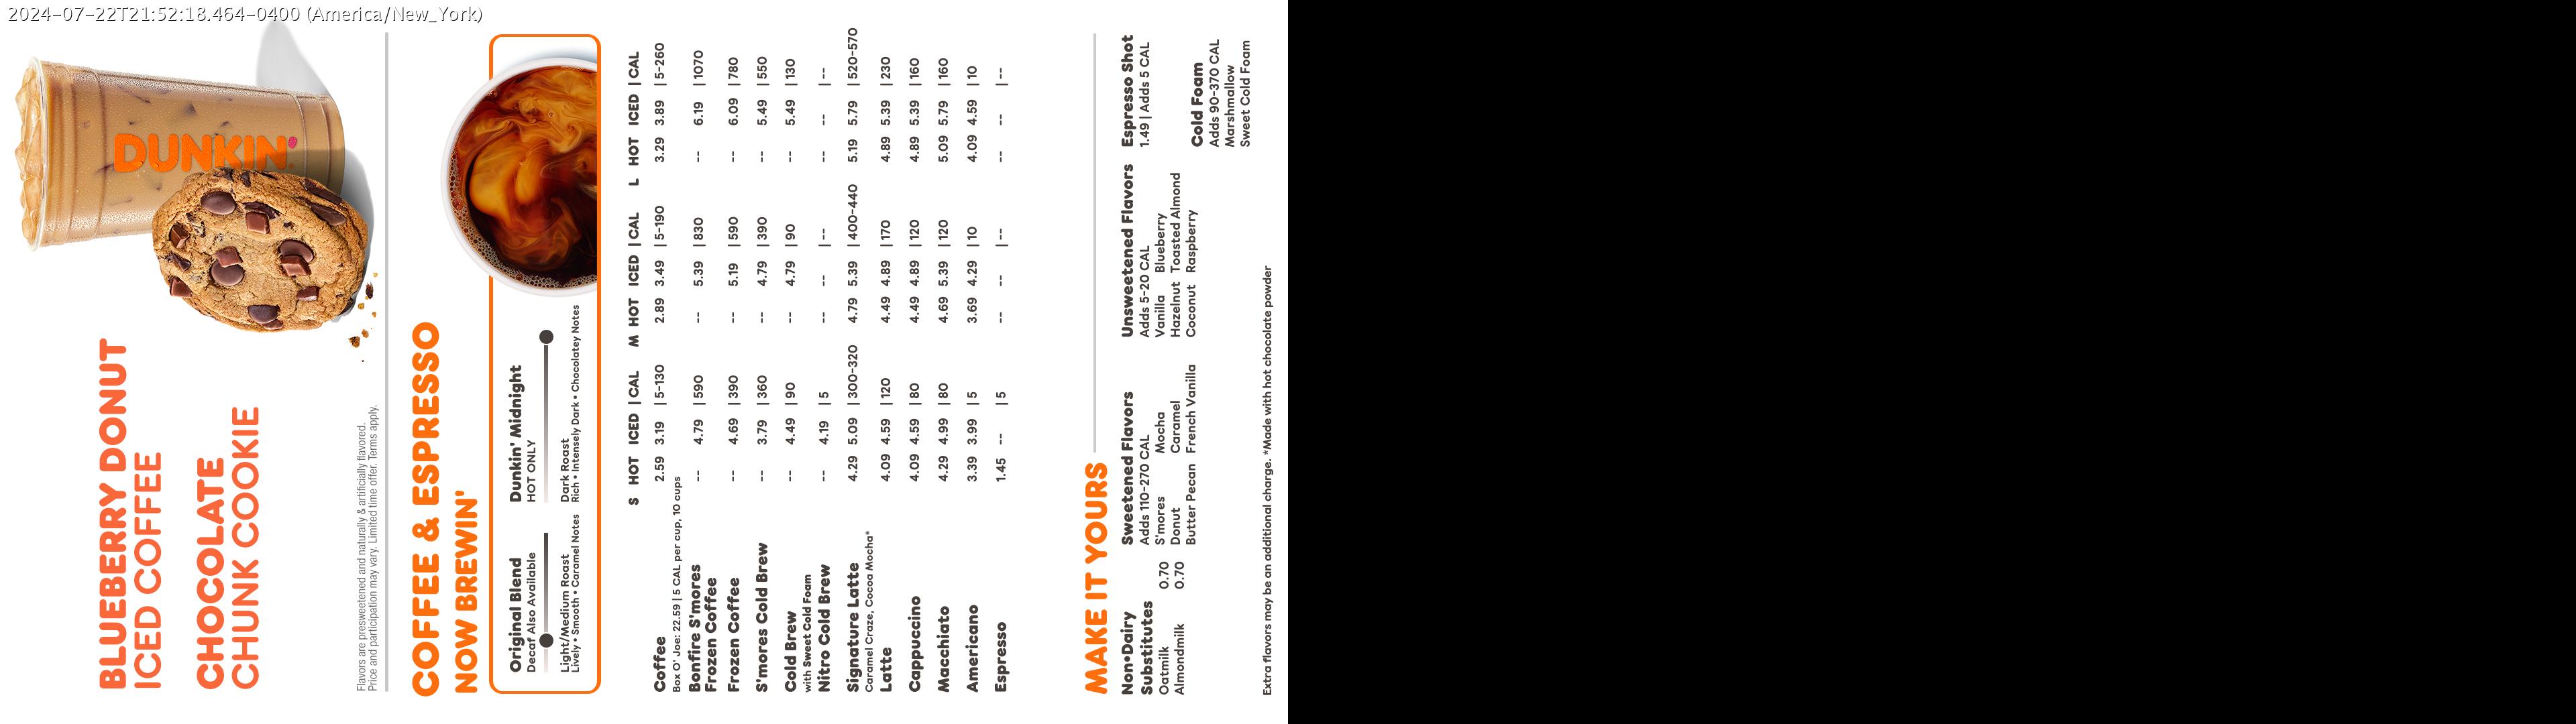 2024-07-22T21:52:18.464-0400 (America/New_York)
DUNKIN'
BLUEBERRY DONUT
ICED COFFEE
CHOCOLATE
CHUNK COOKIE
Flavors are presweetened and naturally & artificially flavored.
Price and participation may vary. Limited time offer. Terms apply.
COFFEE & ESPRESSO
NOW BREWIN'
Original Blend
Decaf Also Available
Light/Medium Roast
Lively • Smooth • Caramel Notes
Dunkin' Midnight
HOT ONLY
Dark Roast
Rich • Intensely Dark • Chocolatey Notes
S HOT ICED | CAL M HOT ICED | CAL L HOT ICED | CAL
Coffee 2.59 3.19 | 5-130 2.89 3.49 | 5-190 3.29 3.89 | 5-260
Box O' Joe: 22.59 | 5 CAL per cup, 10 cups
Bonfire S'mores
Frozen Coffee -- 4.79 | 590 -- 5.39 | 830 -- 6.19 | 1070
Frozen Coffee -- 4.69 | 390 -- 5.19 | 590 -- 6.09 | 780
S'mores Cold Brew -- 3.79 | 360 -- 4.79 | 390 -- 5.49 | 550
Cold Brew -- 4.49 | 90 -- 4.79 | 90 -- 5.49 | 130
with Sweet Cold Foam
Nitro Cold Brew -- 4.19 | 5 -- -- | -- -- -- | --
Signature Latte 4.29 5.09 | 300-320 4.79 5.39 | 400-440 5.19 5.79 | 520-570
Caramel Craze, Cocoa Mocha*
Latte 4.09 4.59 | 120 4.49 4.89 | 170 4.89 5.39 | 230
Cappuccino 4.09 4.59 | 80 4.49 4.89 | 120 4.89 5.39 | 160
Macchiato 4.29 4.99 | 80 4.69 5.39 | 120 5.09 5.79 | 160
Americano 3.39 3.99 | 5 3.69 4.29 | 10 4.09 4.59 | 10
Espresso 1.45 -- | 5 -- -- | -- -- -- | --
MAKE IT YOURS
Non•Dairy
Substitutes
Oatmilk 0.70
Almondmilk 0.70
Sweetened Flavors
Adds 110-270 CAL
S'mores Mocha
Donut Caramel
Butter Pecan French Vanilla
Unsweetened Flavors
Adds 5-20 CAL
Vanilla Blueberry
Hazelnut Toasted Almond
Coconut Raspberry
Espresso Shot
1.49 | Adds 5 CAL
Cold Foam
Adds 90-370 CAL
Marshmallow
Sweet Cold Foam
Extra flavors may be an additional charge. *Made with hot chocolate powder